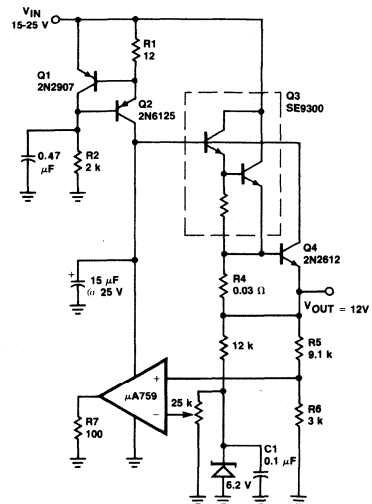 VIN
15-25 V
R1
12
Q1
2N2907
Q2
2N6125
Q3
SE9300
0.47
μF
R2
2 k
Q4
2N2612
15 μF
@ 25 V
R4
0.03 Ω
VOUT = 12V
12 k
R5
9.1 k
μA759
+
−
25 k
R6
3 k
R7
100
C1
0.1 μF
6.2 V